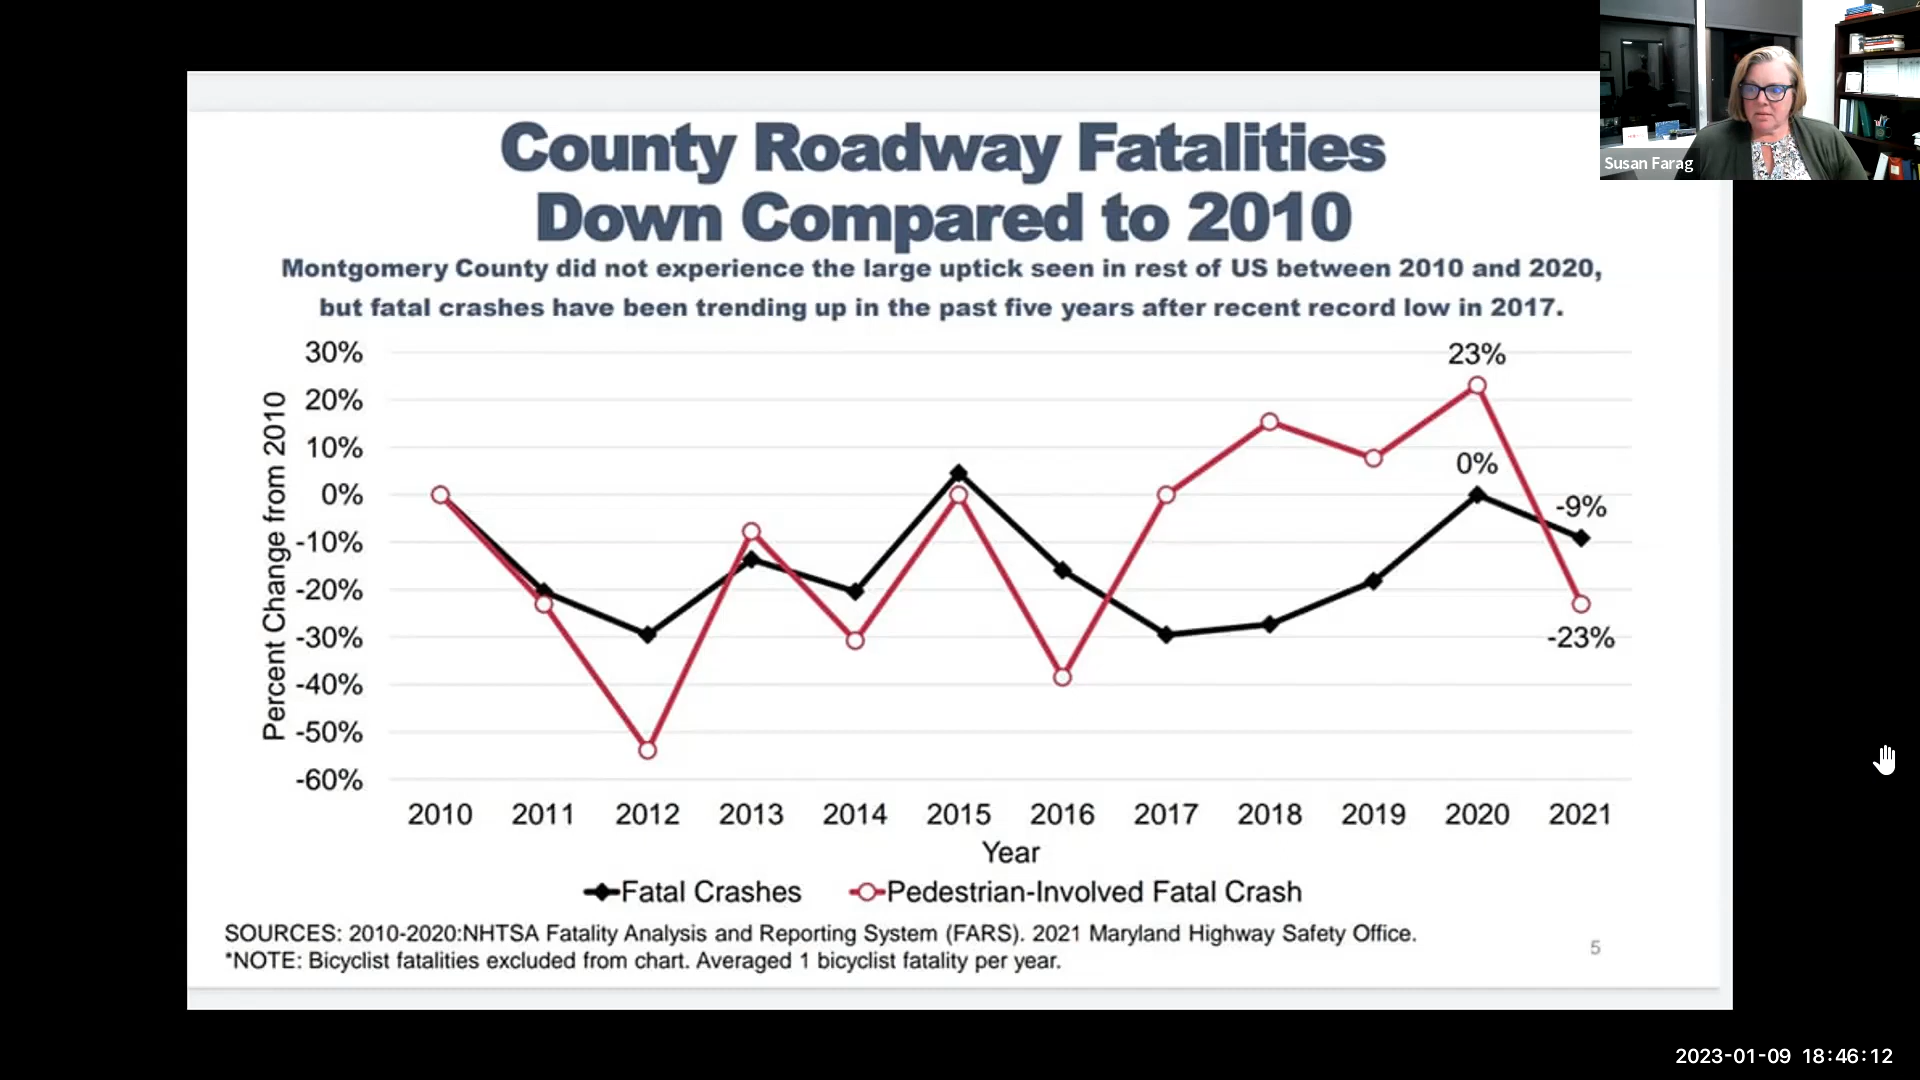 Susan Farag
County Roadway Fatalities
Down Compared to 2010
Montgomery County did not experience the large uptick seen in rest of US between 2010 and 2020,
but fatal crashes have been trending up in the past five years after recent record low in 2017.
Percent Change from 2010
30%
20%
10%
0%
-10%
-20%
-30%
-40%
-50%
-60%
23%
0%
-9%
-23%
2010 2011 2012 2013 2014 2015 2016 2017 2018 2019 2020 2021
Year
Fatal Crashes Pedestrian-Involved Fatal Crash
SOURCES: 2010-2020:NHTSA Fatality Analysis and Reporting System (FARS). 2021 Maryland Highway Safety Office.
*NOTE: Bicyclist fatalities excluded from chart. Averaged 1 bicyclist fatality per year.
5
2023-01-09 18:46:12